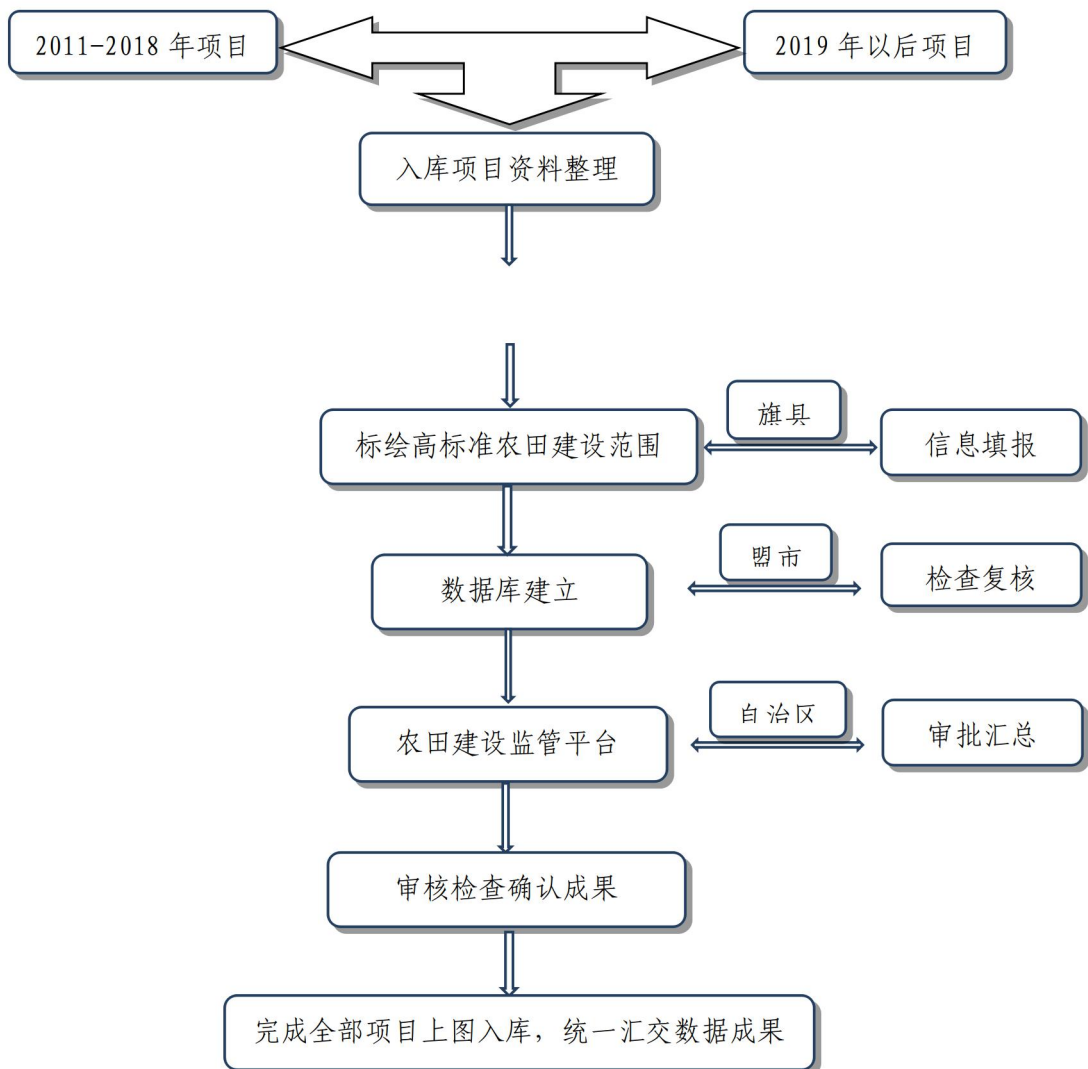 2011-2018 年项目
2019 年以后项目
入库项目资料整理
标绘高标准农田建设范围
旗县
信息填报
数据库建立
盟市
检查复核
农田建设监管平台
自治区
审批汇总
审核检查确认成果
完成全部项目上图入库，统一汇交数据成果